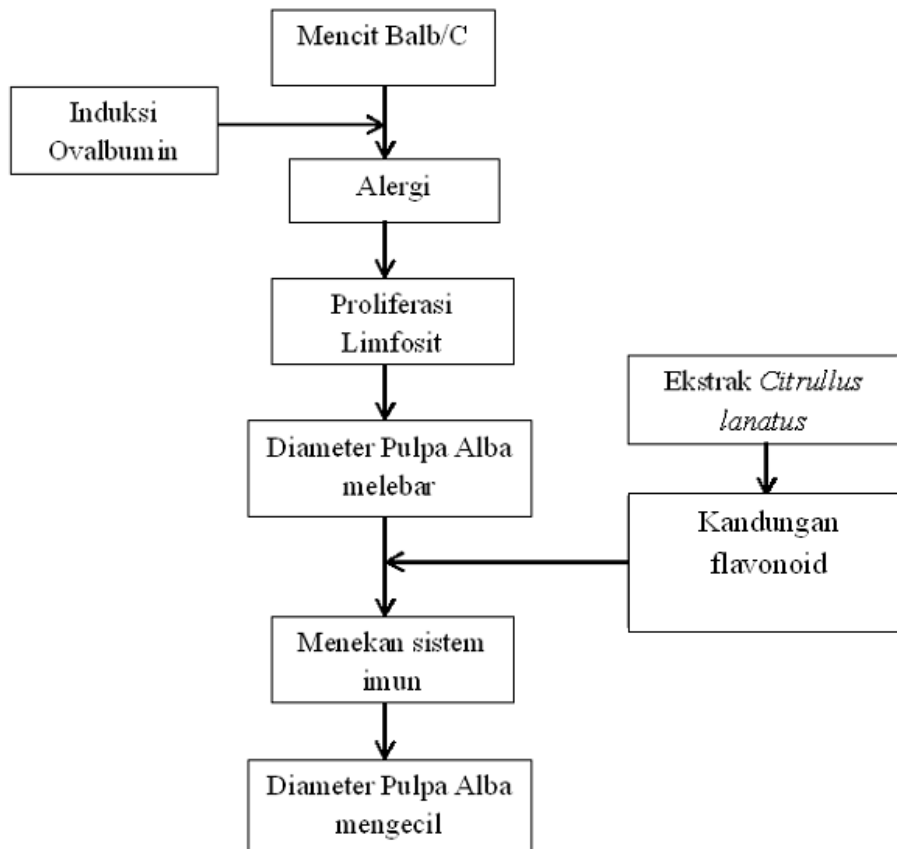 Mencit Balb/C
Induksi
Ovalbumin
Alergi
Proliferasi
Limfosit
Ekstrak Citrullus
lanatus
Diameter Pulpa Alba
melebar
Kandungan
flavonoid
Menekan sistem
imun
Diameter Pulpa Alba
mengecil